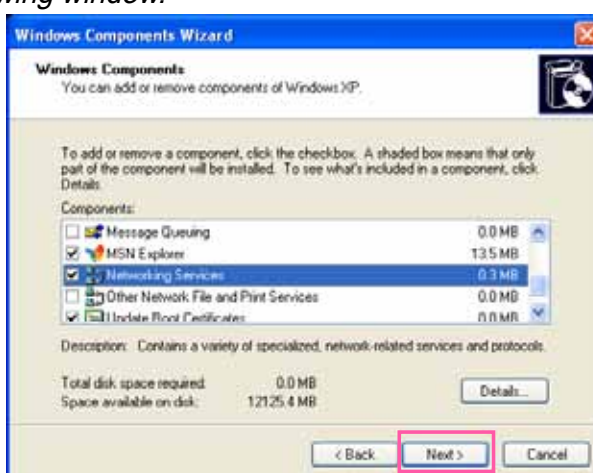 wing window.
Windows Components Wizard
Windows Components
You can add or remove components of Windows XP.
To add or remove a component, click the checkbox. A shaded box means that only
part of the component will be installed. To see what's included in a component, click
Details.
Components:
Message Queuing 0.0 MB
MSN Explorer 13.5 MB
Networking Services 0.3 MB
Other Network File and Print Services 0.0 MB
Update Root Certificates 0.0 MB
Description: Contains a variety of specialized, network-related services and protocols.
Total disk space required: 0.0 MB
Space available on disk: 12125.4 MB
Details...
< Back Next > Cancel